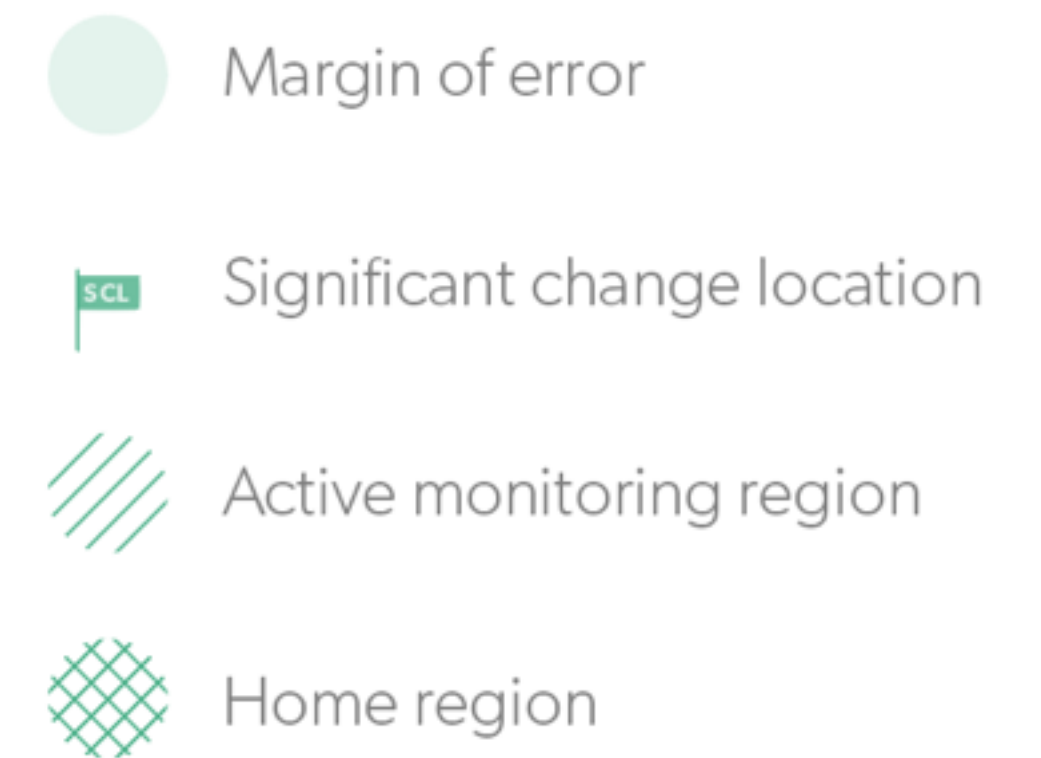 Margin of error
SCL
Significant change location
Active monitoring region
Home region